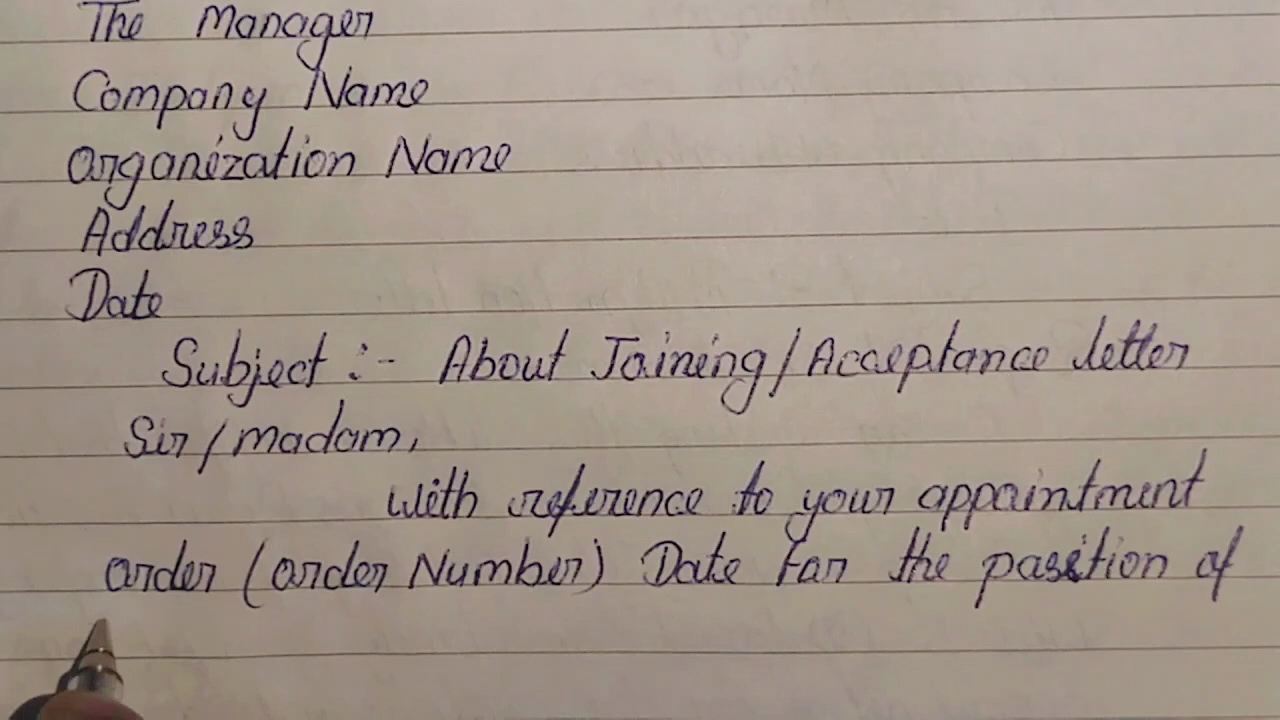 The Manager
Company Name
Organization Name
Address
Date
Subject :- About Joining/Acceptance letter
Sir/madam,
with reference to your appointment
order (order Number) Date for the position of